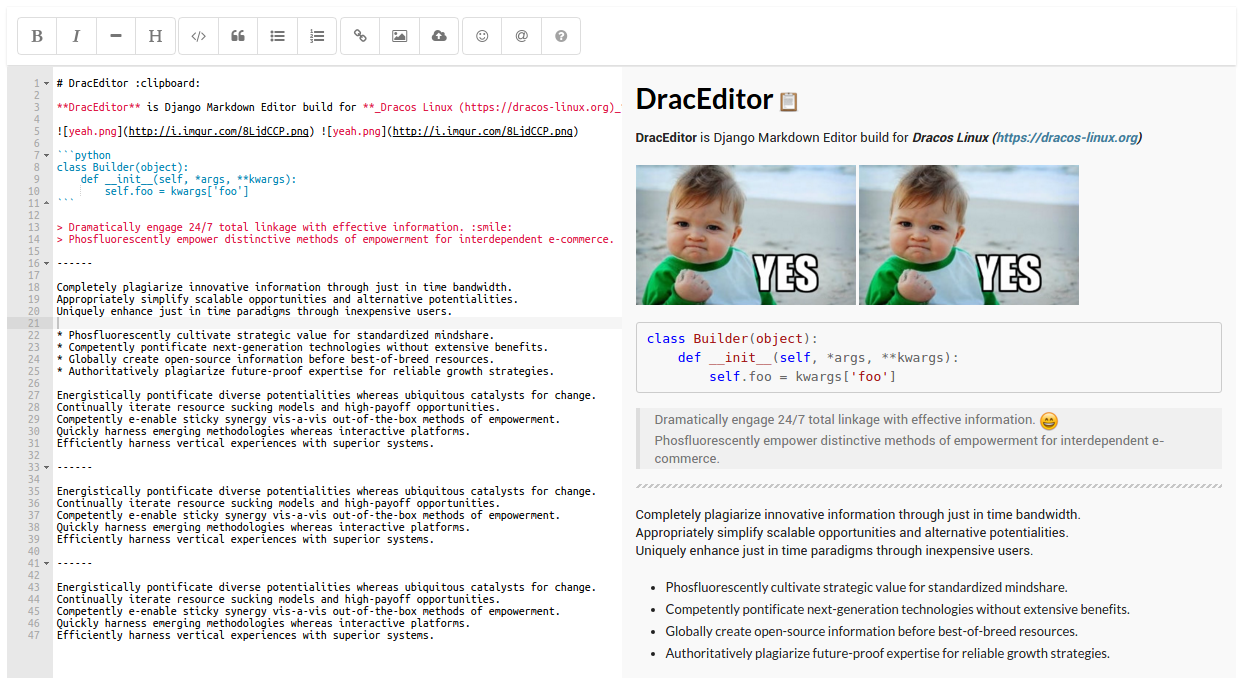 B I H </> @ ?
1 # DracEditor :clipboard:
2
3 **DracEditor** is Django Markdown Editor build for **_Dracos Linux (https://dracos-linux.org)_
4
5 ![yeah.png](http://i.imgur.com/8LjdCCP.png) ![yeah.png](http://i.imgur.com/8LjdCCP.png)
6
7 ```python
8 class Builder(object):
9     def __init__(self, *args, **kwargs):
10         self.foo = kwargs['foo']
11 ```
12
13 > Dramatically engage 24/7 total linkage with effective information. :smile:
14 > Phosfluorescently empower distinctive methods of empowerment for interdependent e-commerce.
15
16 ------
17
18 Completely plagiarize innovative information through just in time bandwidth.
19 Appropriately simplify scalable opportunities and alternative potentialities.
20 Uniquely enhance just in time paradigms through inexpensive users.
21
22 * Phosfluorescently cultivate strategic value for standardized mindshare.
23 * Competently pontificate next-generation technologies without extensive benefits.
24 * Globally create open-source information before best-of-breed resources.
25 * Authoritatively plagiarize future-proof expertise for reliable growth strategies.
26
27 Energistically pontificate diverse potentialities whereas ubiquitous catalysts for change.
28 Continually iterate resource sucking models and high-payoff opportunities.
29 Competently e-enable sticky synergy vis-a-vis out-of-the-box methods of empowerment.
30 Quickly harness emerging methodologies whereas interactive platforms.
31 Efficiently harness vertical experiences with superior systems.
32
33 ------
34
35 Energistically pontificate diverse potentialities whereas ubiquitous catalysts for change.
36 Continually iterate resource sucking models and high-payoff opportunities.
37 Competently e-enable sticky synergy vis-a-vis out-of-the-box methods of empowerment.
38 Quickly harness emerging methodologies whereas interactive platforms.
39 Efficiently harness vertical experiences with superior systems.
40
41 ------
42
43 Energistically pontificate diverse potentialities whereas ubiquitous catalysts for change.
44 Continually iterate resource sucking models and high-payoff opportunities.
45 Competently e-enable sticky synergy vis-a-vis out-of-the-box methods of empowerment.
46 Quickly harness emerging methodologies whereas interactive platforms.
47 Efficiently harness vertical experiences with superior systems.
DracEditor
DracEditor is Django Markdown Editor build for Dracos Linux (https://dracos-linux.org)
YES YES
class Builder(object):
    def __init__(self, *args, **kwargs):
        self.foo = kwargs['foo']
Dramatically engage 24/7 total linkage with effective information. 😄
Phosfluorescently empower distinctive methods of empowerment for interdependent e-
commerce.
Completely plagiarize innovative information through just in time bandwidth.
Appropriately simplify scalable opportunities and alternative potentialities.
Uniquely enhance just in time paradigms through inexpensive users.
• Phosfluorescently cultivate strategic value for standardized mindshare.
• Competently pontificate next-generation technologies without extensive benefits.
• Globally create open-source information before best-of-breed resources.
• Authoritatively plagiarize future-proof expertise for reliable growth strategies.